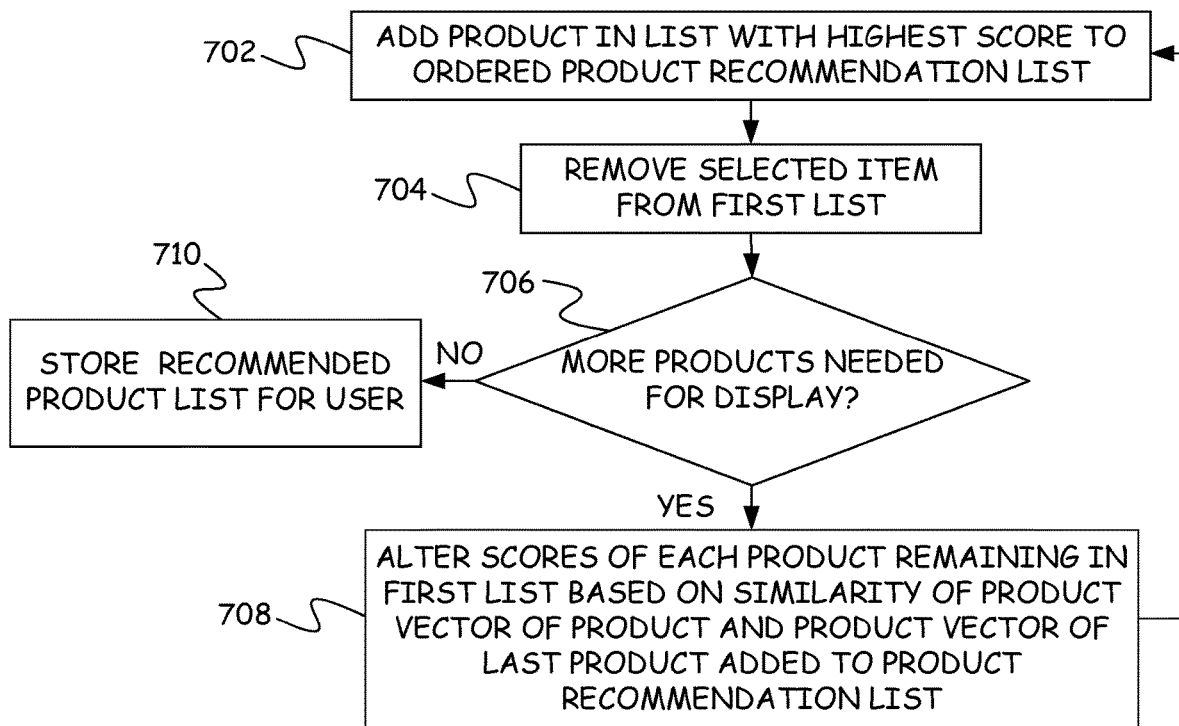 702
ADD PRODUCT IN LIST WITH HIGHEST SCORE TO
ORDERED PRODUCT RECOMMENDATION LIST
704
REMOVE SELECTED ITEM
FROM FIRST LIST
710
STORE RECOMMENDED
PRODUCT LIST FOR USER
NO
706
MORE PRODUCTS NEEDED
FOR DISPLAY?
YES
708
ALTER SCORES OF EACH PRODUCT REMAINING IN
FIRST LIST BASED ON SIMILARITY OF PRODUCT
VECTOR OF PRODUCT AND PRODUCT VECTOR OF
LAST PRODUCT ADDED TO PRODUCT
RECOMMENDATION LIST